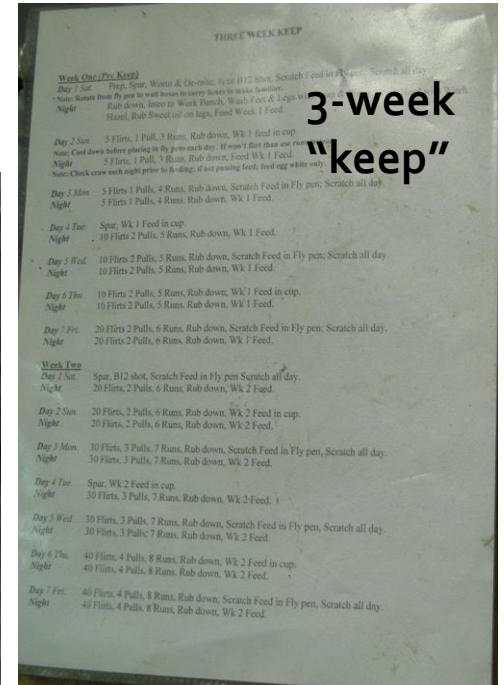 THREE WEEK KEEP
3-week
"keep"
Week One (Pre Keep)
Day 1 Sat. Prep, Spur, Worm & De-mite, B12 Shot, Scratch Feed in Fly pen; Scratch all day.
Note: Rotate from fly pen to wall boxes to carry boxes to make familiar.
Night Rub down, Intro to Work Bench, Wash Feet & Legs
Hazel, Rub Sweet oil on legs, Feed Week 1 Feed.
Day 2 Sun. 5 Flirts, 1 Pull, 3 Runs, Rub down, Wk 1 feed in cup.
Note: Cool down before placing in fly pens each day. If won't flirt than use runs
Night 5 Flirts, 1 Pull, 3 Runs, Rub down, Feed Wk 1 Feed.
Note: Check craw each night prior to feeding; if not passing feed; feed egg white only.
Day 3 Mon. 5 Flirts 1 Pulls, 4 Runs, Rub down, Scratch Feed in Fly pen; Scratch all day.
Night 5 Flirts 1 Pulls, 4 Runs, Rub down, Wk 1 Feed.
Day 4 Tue. Spar, Wk 1 Feed in cup.
Night 10 Flirts 2 Pulls, 5 Runs, Rub down, Wk 1 Feed.
Day 5 Wed. 10 Flirts 2 Pulls, 5 Runs, Rub down, Scratch Feed in Fly pen; Scratch all day.
Night 10 Flirts 2 Pulls, 5 Runs, Rub down, Wk 1 Feed.
Day 6 Thu. 10 Flirts 2 Pulls, 5 Runs, Rub down, Wk 1 Feed in cup.
Night 10 Flirts 2 Pulls, 5 Runs, Rub down, Wk 1 Feed.
Day 7 Fri. 20 Flirts 2 Pulls, 6 Runs, Rub down, Scratch Feed in Fly pen; Scratch all day.
Night 20 Flirts 2 Pulls, 6 Runs, Rub down, Wk 1 Feed.
Week Two
Day 1 Sat. Spar, B12 shot, Scratch Feed in Fly pen Scratch all day.
Night 20 Flirts, 2 Pulls, 6 Runs, Rub down, Wk 2 Feed.
Day 2 Sun. 20 Flirts, 2 Pulls, 6 Runs, Rub down, Wk 2 Feed in cup.
Night 20 Flirts, 2 Pulls, 6 Runs, Rub down, Wk 2 Feed.
Day 3 Mon. 30 Flirts, 3 Pulls, 7 Runs, Rub down, Scratch Feed in Fly pen, Scratch all day.
Night 30 Flirts, 3 Pulls, 7 Runs, Rub down, Wk 2 Feed.
Day 4 Tue. Spar, Wk 2 Feed in cup.
Night 30 Flirts, 3 Pulls, 7 Runs, Rub down, Wk 2 Feed.
Day 5 Wed. 30 Flirts, 3 Pulls, 7 Runs, Rub down, Scratch Feed in Fly pen, Scratch all day.
Night 30 Flirts, 3 Pulls, 7 Runs, Rub down, Wk 2 Feed.
Day 6 Thu. 40 Flirts, 4 Pulls, 8 Runs, Rub down, Wk 2 Feed in cup.
Night 40 Flirts, 4 Pulls, 8 Runs, Rub down, Wk 2 Feed.
Day 7 Fri. 40 Flirts, 4 Pulls, 8 Runs, Rub down, Scratch Feed in Fly pen, Scratch all day.
Night 40 Flirts, 4 Pulls, 8 Runs, Rub down, Wk 2 Feed.